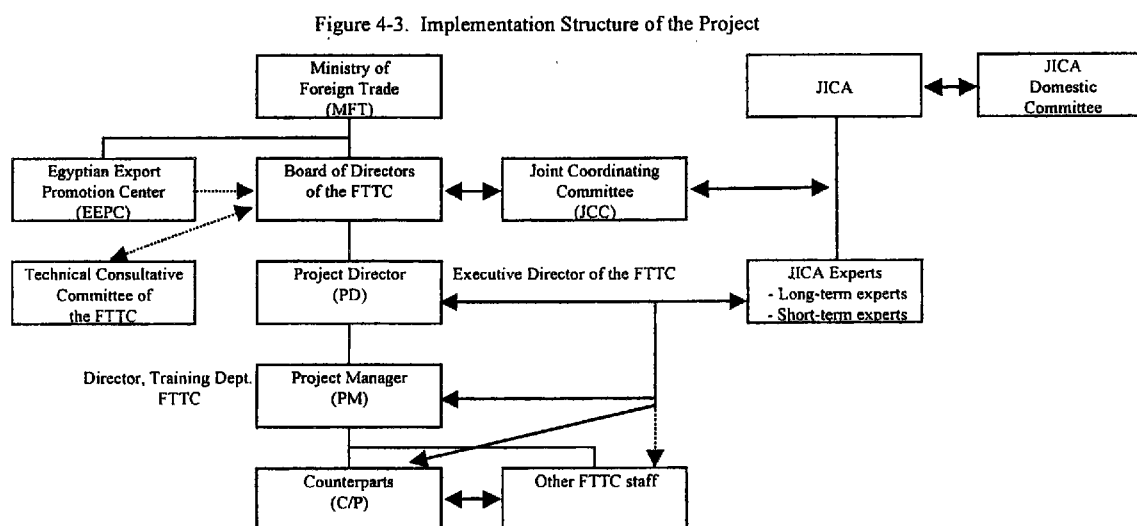 Figure 4-3. Implementation Structure of the Project
Ministry of
Foreign Trade
(MFT)
JICA
JICA
Domestic
Committee
Egyptian Export
Promotion Center
(EEPC)
Board of Directors
of the FTTC
Joint Coordinating
Committee
(JCC)
Technical Consultative
Committee of
the FTTC
Project Director
(PD)
Executive Director of the FTTC
JICA Experts
- Long-term experts
- Short-term experts
Director, Training Dept.
FTTC
Project Manager
(PM)
Counterparts
(C/P)
Other FTTC staff